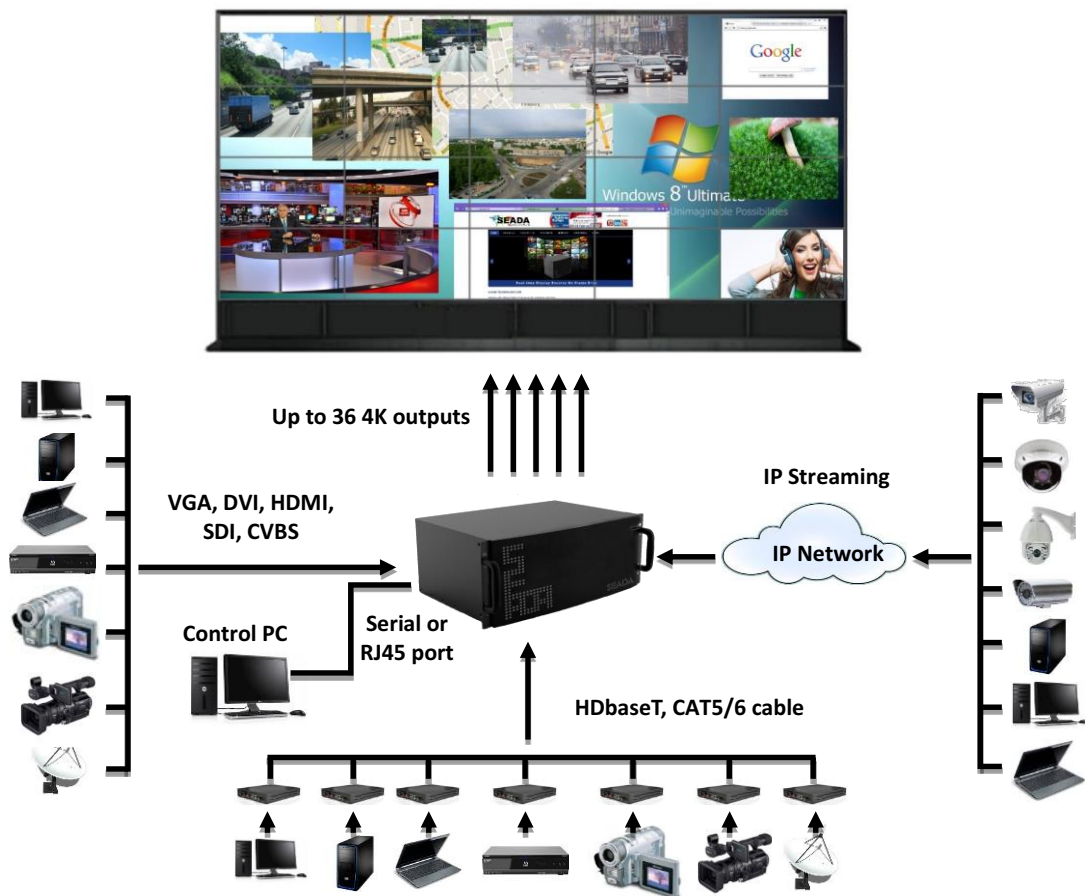 Google
Windows 8 Ultimate
Unimaginable Possibilities
SEADA
Up to 36 4K outputs
IP Streaming
VGA, DVI, HDMI,
SDI, CVBS
IP Network
SEADA
Control PC
Serial or
RJ45 port
HDbaseT, CAT5/6 cable